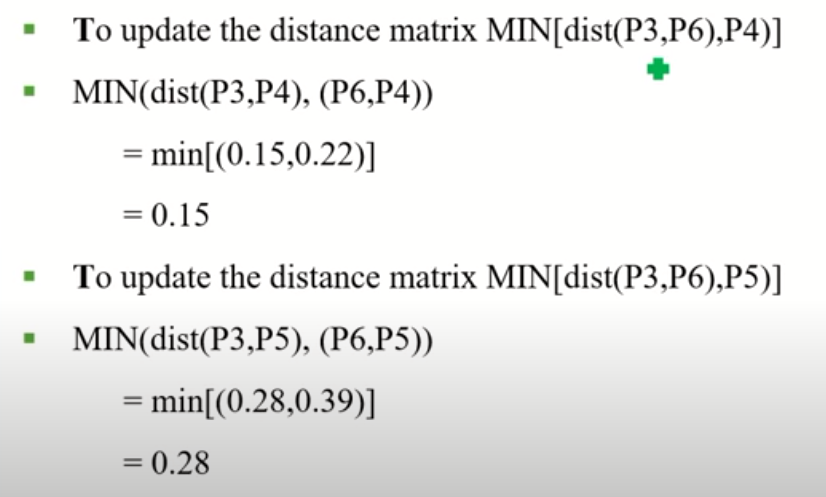 ▪ To update the distance matrix MIN[dist(P3,P6),P4)]
▪ MIN(dist(P3,P4), (P6,P4))
= min[(0.15,0.22)]
= 0.15
▪ To update the distance matrix MIN[dist(P3,P6),P5)]
▪ MIN(dist(P3,P5), (P6,P5))
= min[(0.28,0.39)]
= 0.28